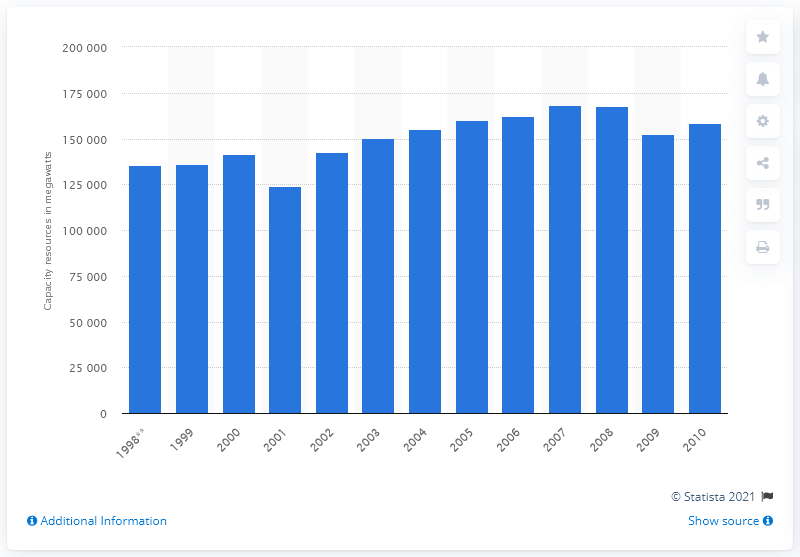 200 000
175 000
150 000
125 000
100 000
75 000
50 000
25 000
0
Capacity resources in megawatts
1998** 1999 2000 2001 2002 2003 2004 2005 2006 2007 2008 2009 2010
© Statista 2021
Additional Information Show source